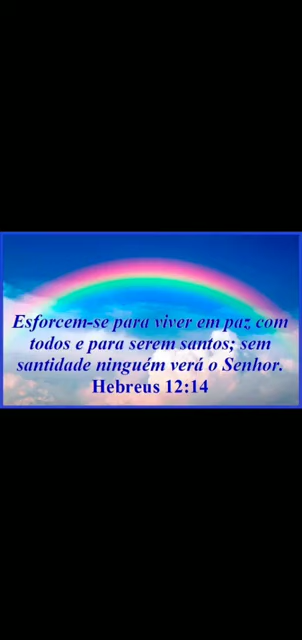 Esforcem-se para viver em paz com
todos e para serem santos; sem
santidade ninguém verá o Senhor.
Hebreus 12:14